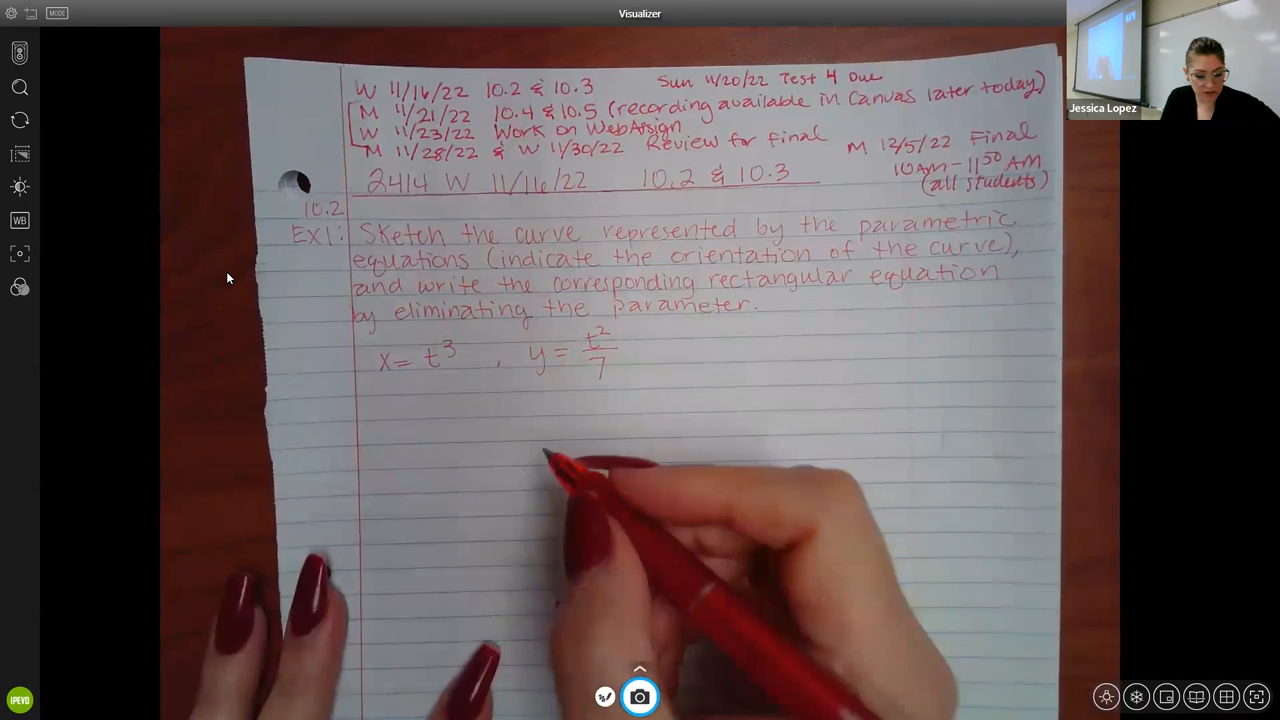 MODE
Visualizer
Jessica Lopez
W 11/16/22 10.2 & 10.3 Sun 11/20/22 Test 4 Due
M 11/21/22 10.4 & 10.5 (recording available in Canvas later today)
W 11/23/22 Work on WebAssign
M 11/28/22 & W 11/30/22 Review for final M 12/5/22 Final
10 AM - 11 50 AM
(all students)
2414 W 11/16/22 10.2 & 10.3
10.2
EX1: Sketch the curve represented by the parametric
equations (indicate the orientation of the curve),
and write the corresponding rectangular equation
by eliminating the parameter.
x = t³ , y = t²/7
WB
IPEVO